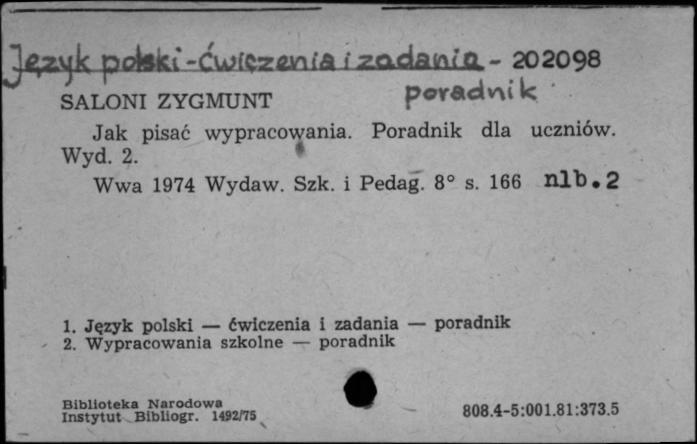 Język polski - ćwiczenia i zadania - 202098
poradnik
SALONI ZYGMUNT
Jak pisać wypracowania. Poradnik dla uczniów.
Wyd. 2.
Wwa 1974 Wydaw. Szk. i Pedag. 8° s. 166 nlb. 2
1. Język polski — ćwiczenia i zadania — poradnik
2. Wypracowania szkolne — poradnik
Biblioteka Narodowa
Instytut Bibliogr. 1492/75
808.4-5:001.81:373.5